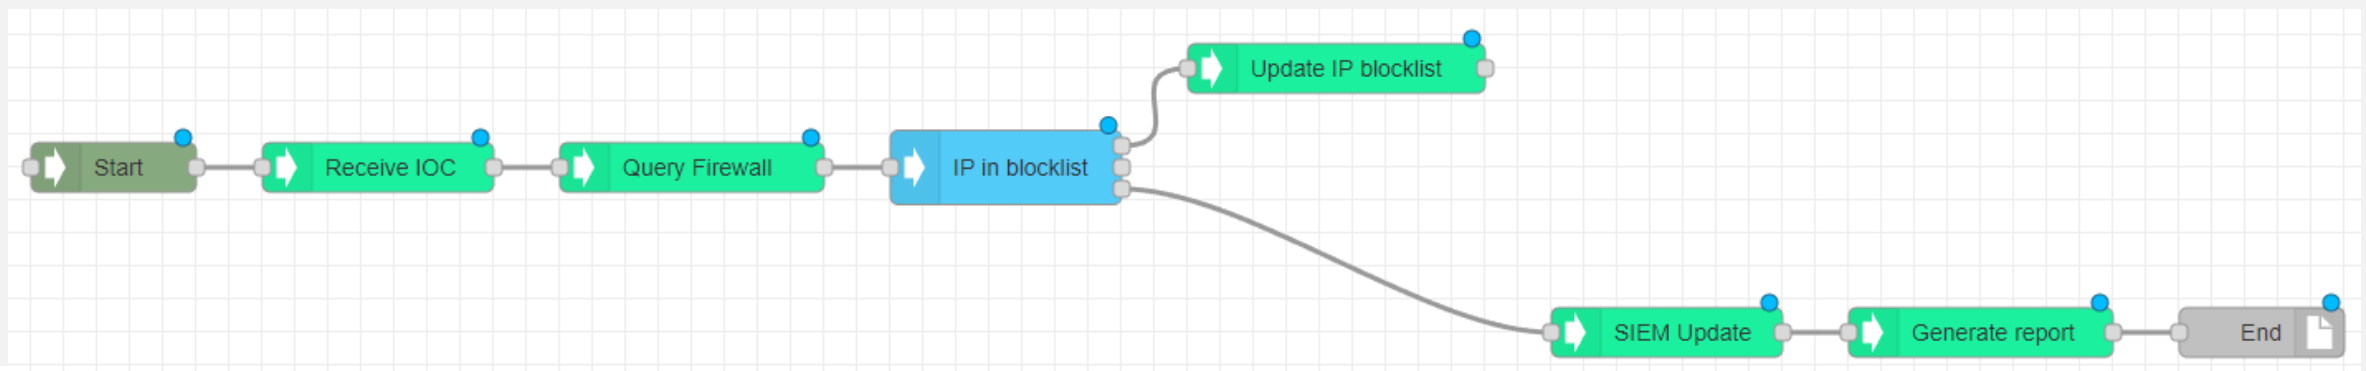 Start
Receive IOC
Query Firewall
IP in blocklist
Update IP blocklist
SIEM Update
Generate report
End